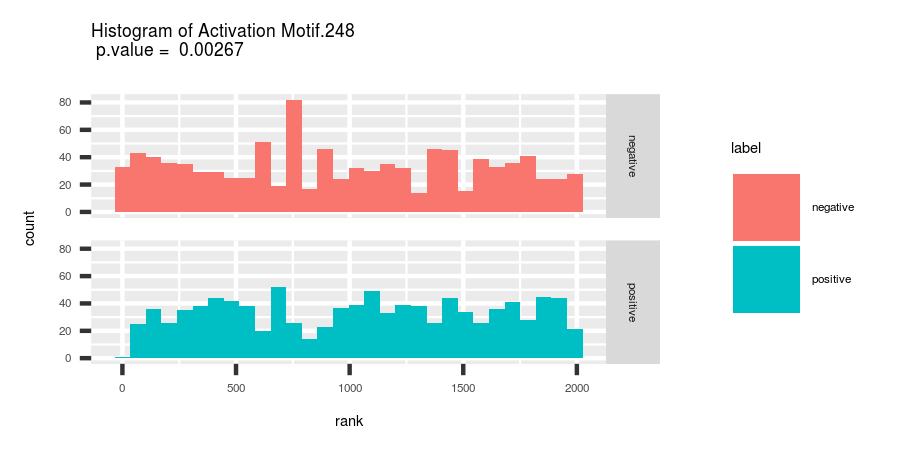 Histogram of Activation Motif.248
p.value = 0.00267
count
80
60
40
20
0
negative
80
60
40
20
0
positive
0 500 1000 1500 2000
rank
label
negative
positive